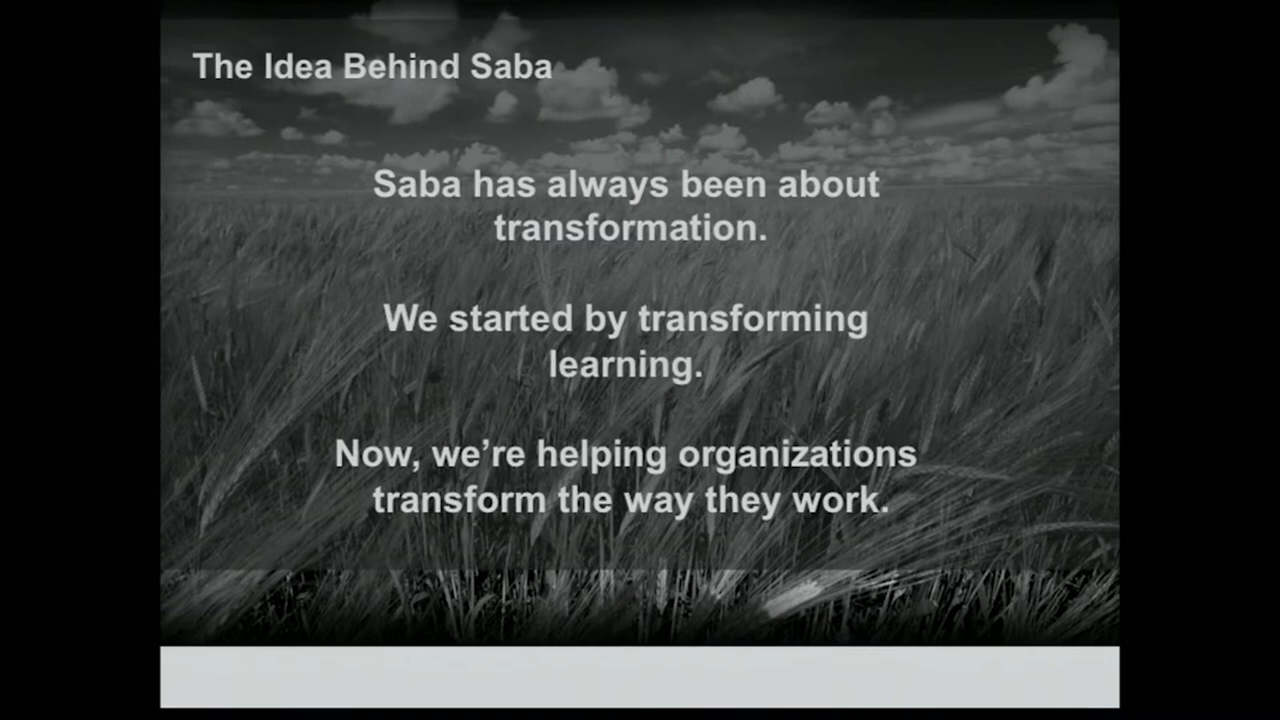 The Idea Behind Saba
Saba has always been about
transformation.
We started by transforming
learning.
Now, we’re helping organizations
transform the way they work.